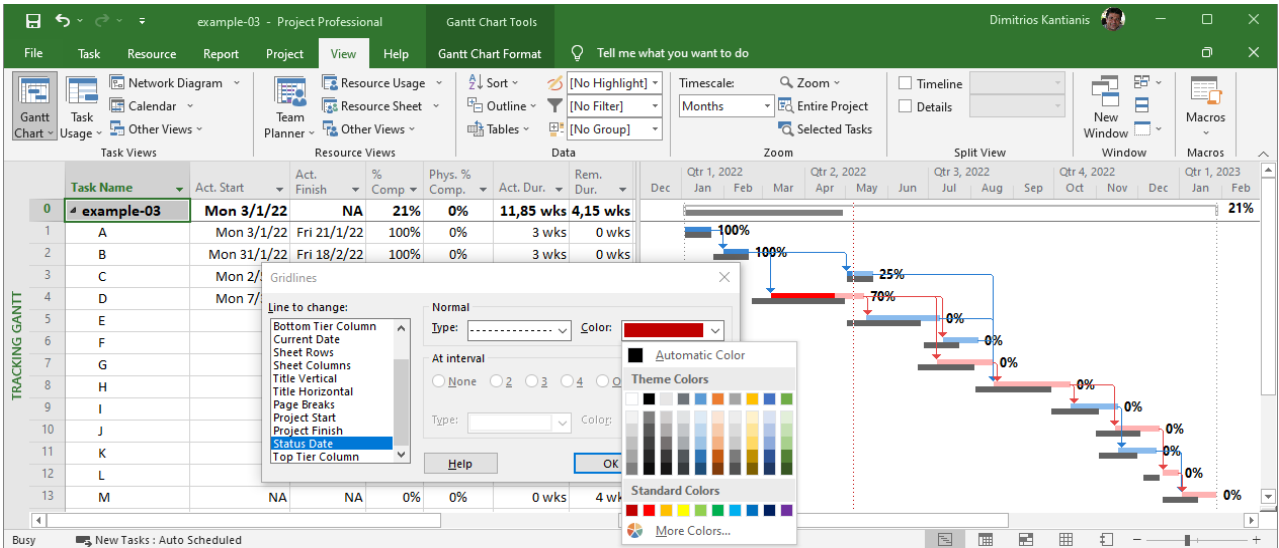 example-03 - Project Professional Gantt Chart Tools Dimitrios Kantianis
File Task Resource Report Project View Help Gantt Chart Format Tell me what you want to do
Gantt Chart
Task Usage
Network Diagram
Calendar
Other Views
Task Views
Team Planner
Resource Usage
Resource Sheet
Other Views
Resource Views
Sort
Outline
Tables
[No Highlight]
[No Filter]
[No Group]
Data
Timescale:
Months
Zoom
Entire Project
Selected Tasks
Zoom
Timeline
Details
Split View
New Window
Window
Macros
Macros
Task Name Act. Start Act. Finish % Comp Phys. % Comp. Act. Dur. Rem. Dur.
Qtr 1, 2022 Qtr 2, 2022 Qtr 3, 2022 Qtr 4, 2022 Qtr 1, 2023
Dec Jan Feb Mar Apr May Jun Jul Aug Sep Oct Nov Dec Jan Feb
0 example-03 Mon 3/1/22 NA 21% 0% 11,85 wks 4,15 wks 21%
1 A Mon 3/1/22 Fri 21/1/22 100% 0% 3 wks 0 wks 100%
2 B Mon 31/1/22 Fri 18/2/22 100% 0% 3 wks 0 wks 100%
3 C Mon 2/ 25%
4 D Mon 7/ 70%
5 E 0%
6 F 0%
7 G 0%
8 H 0%
9 I 0%
10 J 0%
11 K 0%
12 L 0%
13 M NA NA 0% 0% 0 wks 4 wk 0%
TRACKING GANTT
Gridlines
Line to change:
Bottom Tier Column
Current Date
Sheet Rows
Sheet Columns
Title Vertical
Title Horizontal
Page Breaks
Project Start
Project Finish
Status Date
Top Tier Column
Normal
Type: Color:
At interval
None 2 3 4 O
Type: Color:
Help OK
Automatic Color
Theme Colors
Standard Colors
More Colors...
Busy New Tasks : Auto Scheduled